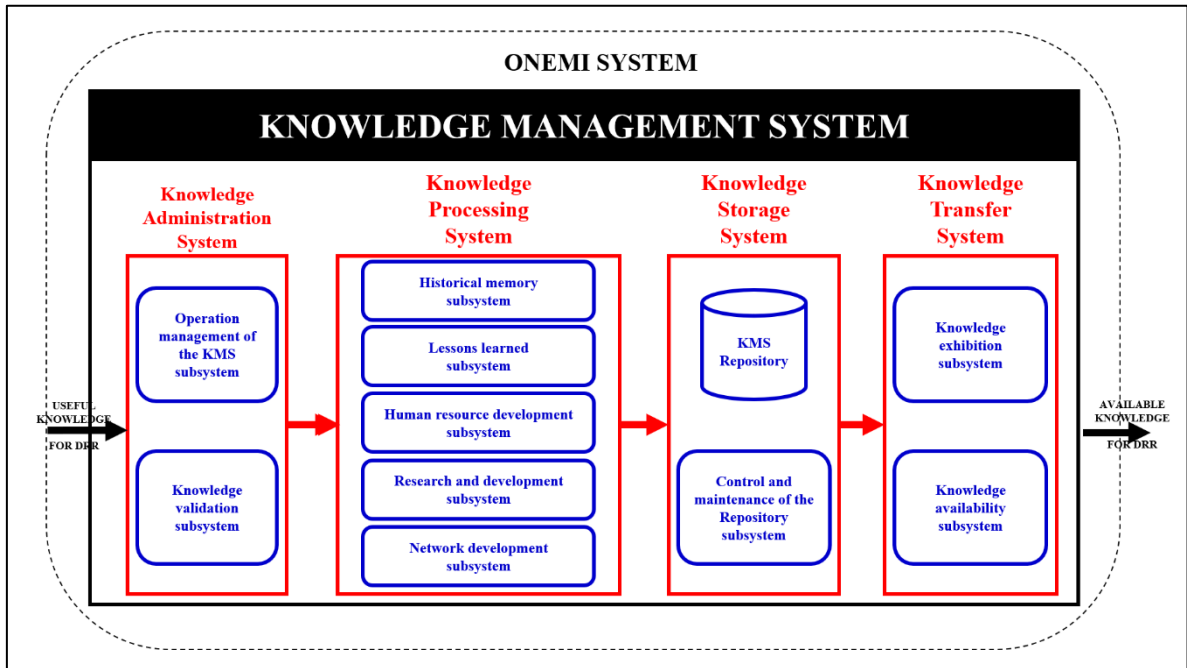 ONEMI SYSTEM
KNOWLEDGE MANAGEMENT SYSTEM
Knowledge
Administration
System
Knowledge
Processing
System
Knowledge
Storage
System
Knowledge
Transfer
System
USEFUL
KNOWLEDGE
FOR DRR
Operation
management of
the KMS
subsystem
Knowledge
validation
subsystem
Historical memory
subsystem
Lessons learned
subsystem
Human resource development
subsystem
Research and development
subsystem
Network development
subsystem
KMS
Repository
Control and
maintenance of the
Repository
subsystem
Knowledge
exhibition
subsystem
Knowledge
availability
subsystem
AVAILABLE
KNOWLEDGE
FOR DRR